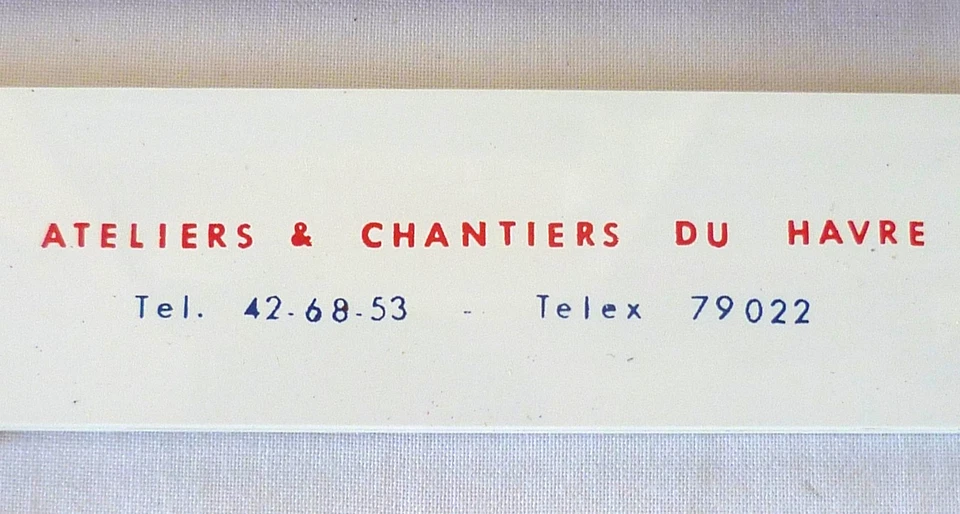 ATELIERS & CHANTIERS DU HAVRE
Tel. 42-68-53 - Telex 79022